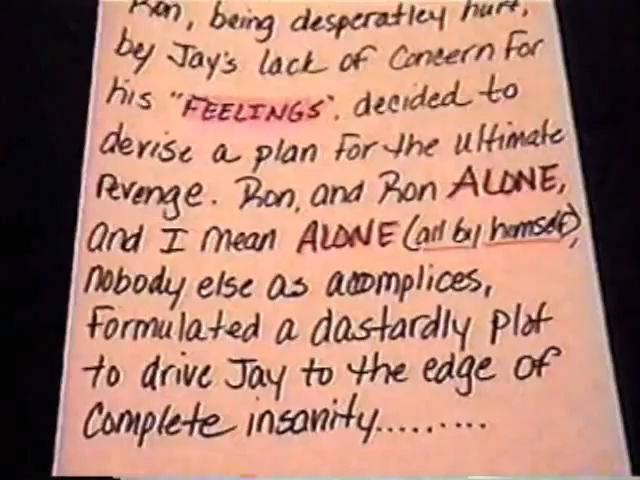 Ron, being desperatley hurt,
by Jay's lack of Concern For
his "FEELINGS", decided to
devise a plan For the ultimate
revenge. Ron, and Ron ALONE,
and I mean ALONE (all by hemself),
nobody else as accomplices,
Formulated a dastardly plot
to drive Jay to the edge of
Complete insanity.........